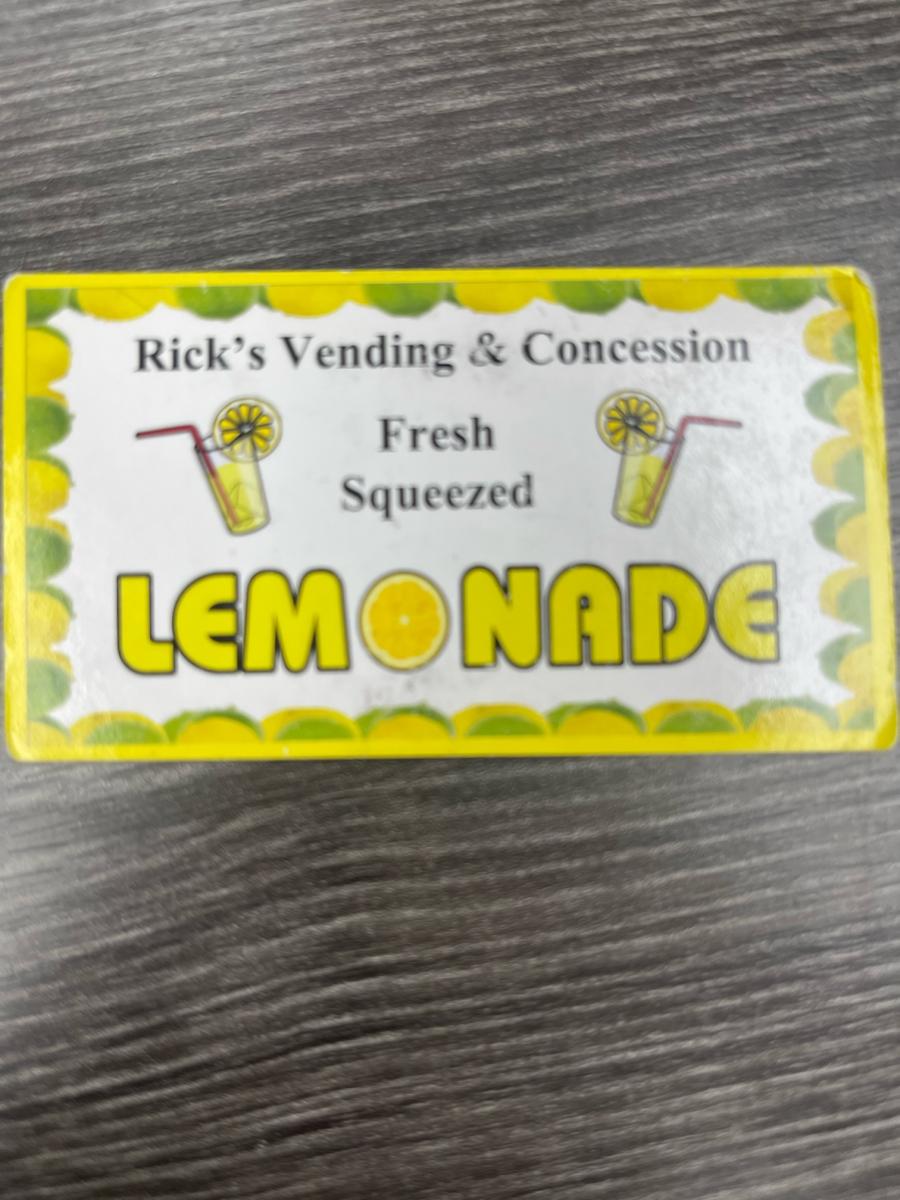 Rick's Vending & Concession
Fresh
Squeezed
LEMONADE